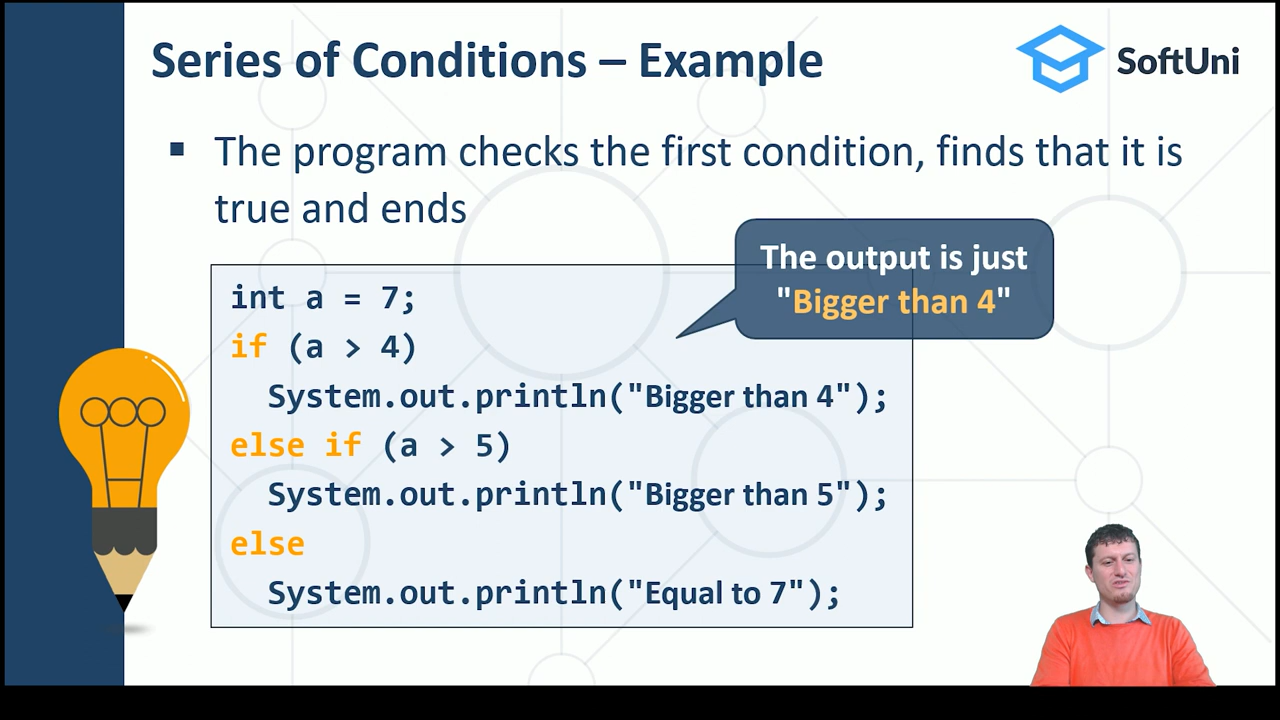 Series of Conditions – Example
SoftUni
▪ The program checks the first condition, finds that it is
true and ends
The output is just
"Bigger than 4"
int a = 7;
if (a > 4)
  System.out.println("Bigger than 4");
else if (a > 5)
  System.out.println("Bigger than 5");
else
  System.out.println("Equal to 7");